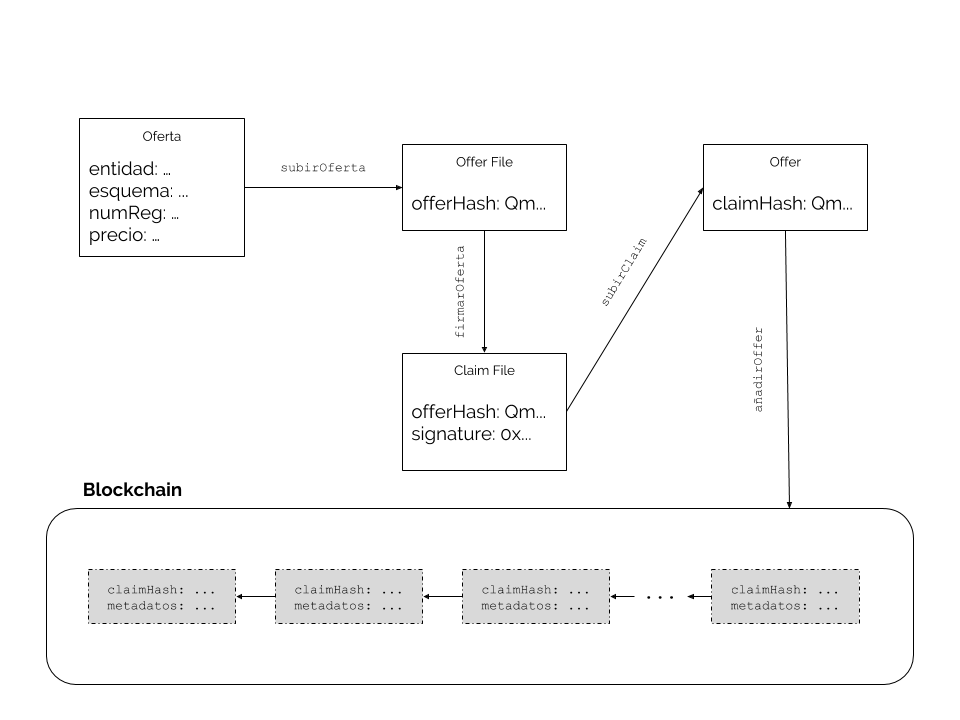 Oferta
entidad: ...
esquema: ...
numReg: ...
precio: ...
subirOferta
Offer File
offerHash: Qm...
firmarOferta
Claim File
offerHash: Qm...
signature: 0x...
subirClaim
Offer
claimHash: Qm...
añadirOffer
Blockchain
claimHash: ...
metadatos: ...
claimHash: ...
metadatos: ...
claimHash: ...
metadatos: ...
...
claimHash: ...
metadatos: ...